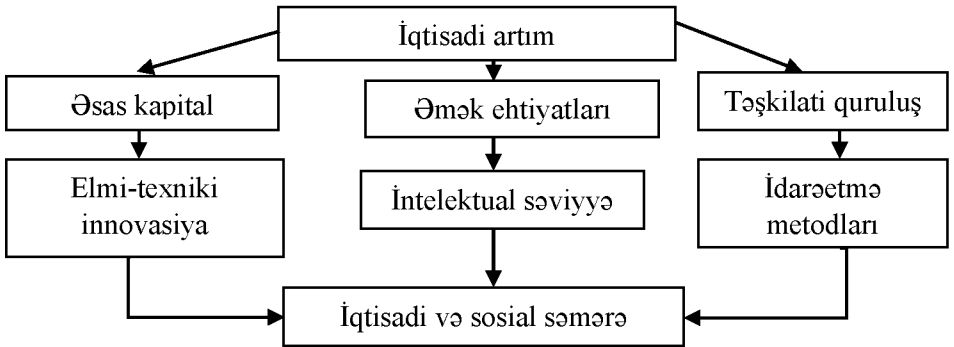 İqtisadi artım
Əsas kapital
Əmək ehtiyatları
Təşkilati quruluş
Elmi-texniki
innovasiya
İntelektual səviyyə
İdarəetmə
metodları
İqtisadi və sosial səmərə